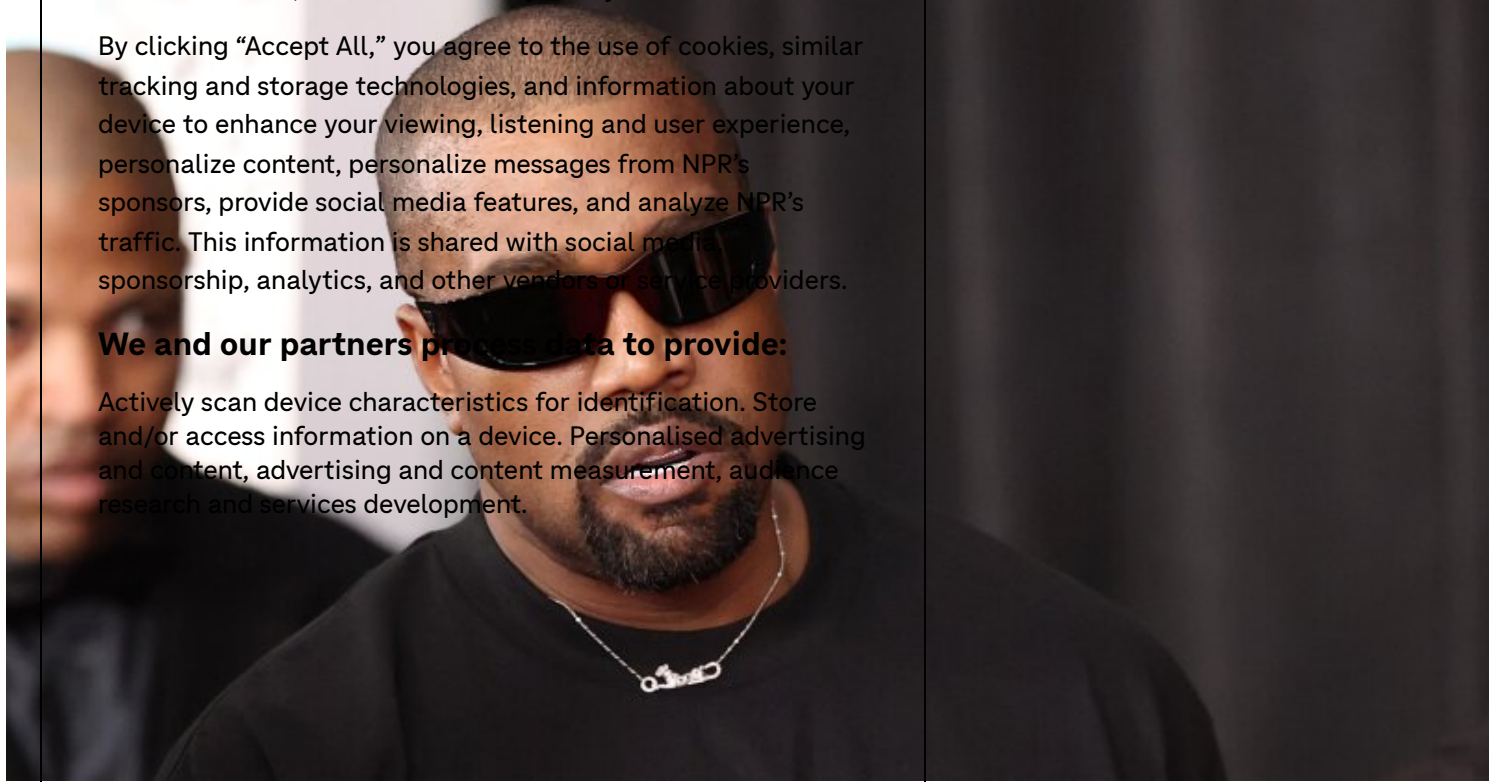 By clicking “Accept All,” you agree to the use of cookies, similar
tracking and storage technologies, and information about your
device to enhance your viewing, listening and user experience,
personalize content, personalize messages from NPR’s
sponsors, provide social media features, and analyze NPR’s
traffic. This information is shared with social media,
sponsorship, analytics, and other vendors or service providers.
We and our partners process data to provide:
Actively scan device characteristics for identification. Store
and/or access information on a device. Personalised advertising
and content, advertising and content measurement, audience
research and services development.